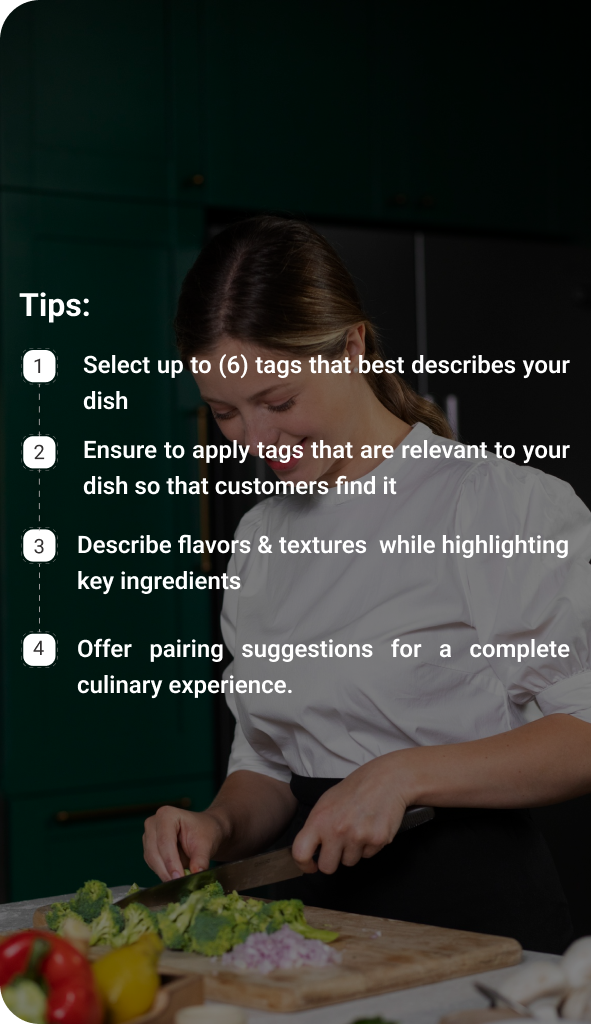 Tips:
1 Select up to (6) tags that best describes your
dish
2 Ensure to apply tags that are relevant to your
dish so that customers find it
3 Describe flavors & textures while highlighting
key ingredients
4 Offer pairing suggestions for a complete
culinary experience.